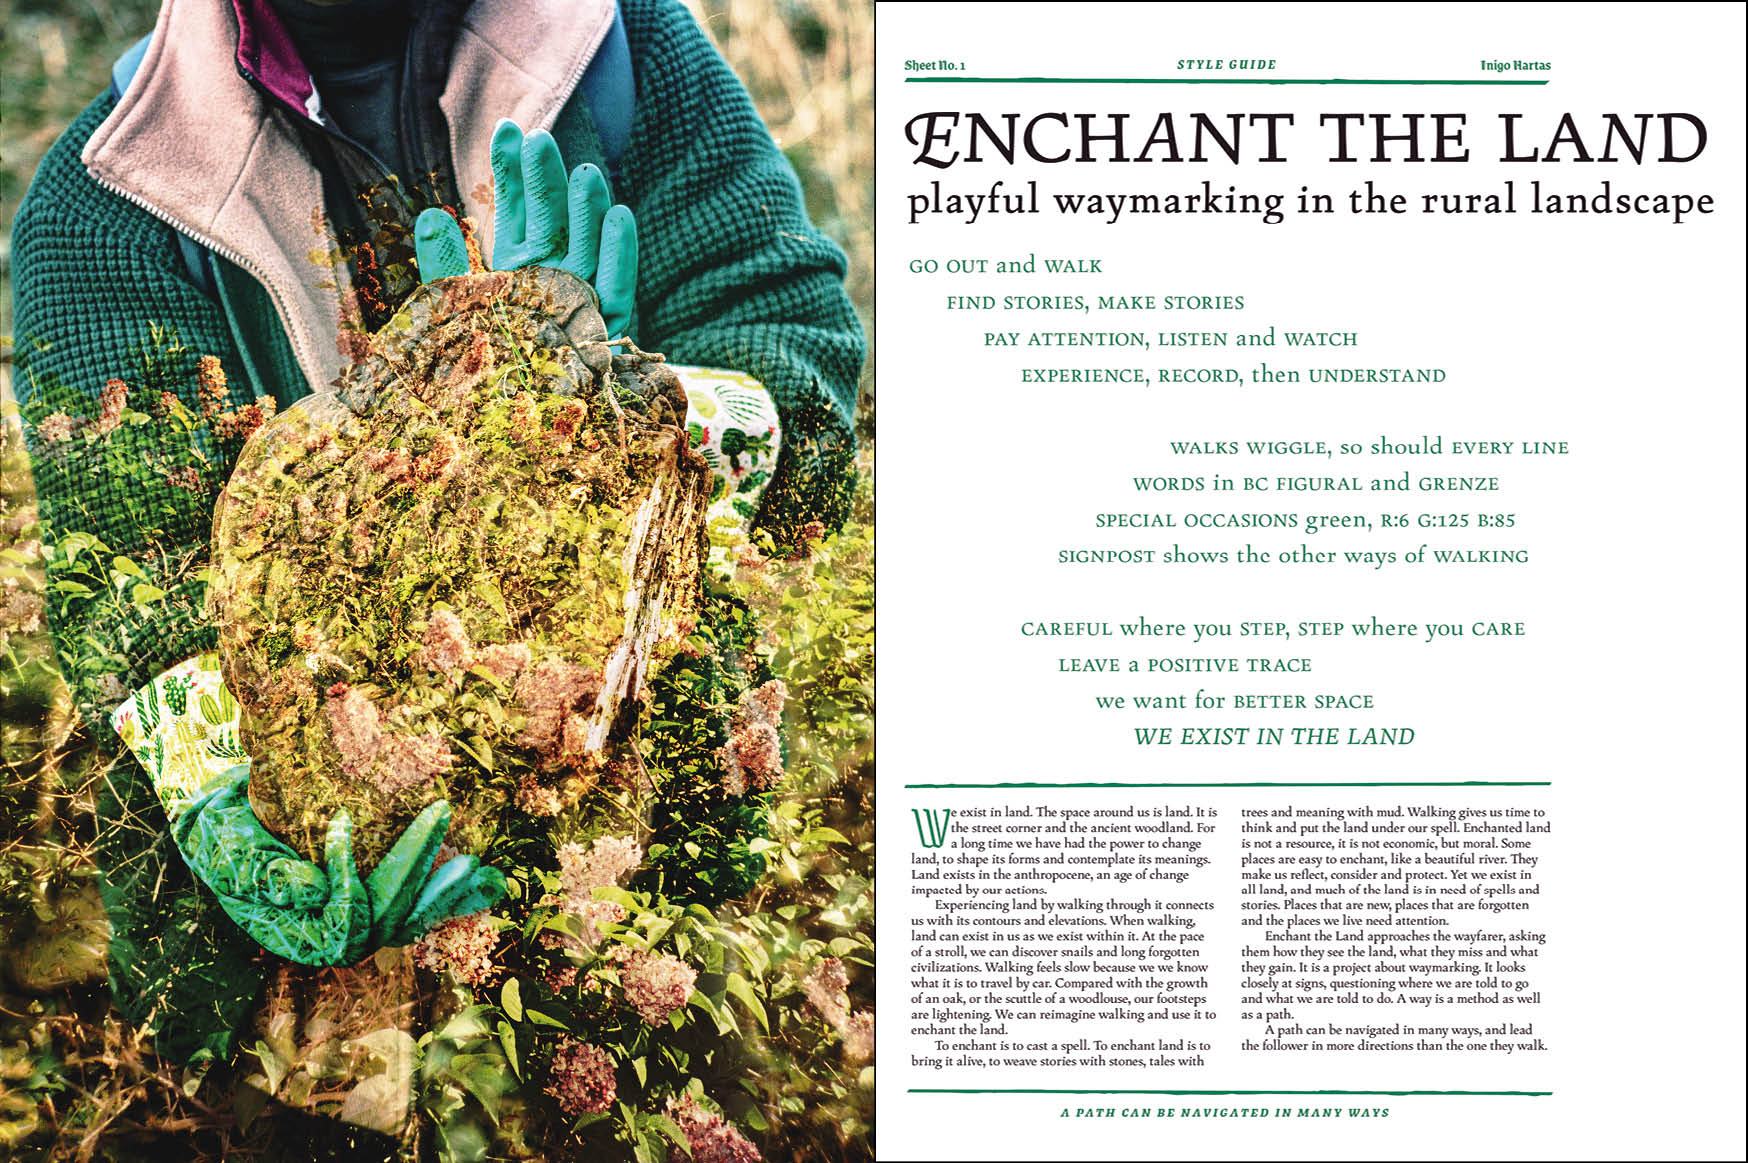 Sheet No. 1
STYLE GUIDE
Inigo Hartas
ENCHANT THE LAND
playful waymarking in the rural landscape
GO OUT and WALK
FIND STORIES, MAKE STORIES
PAY ATTENTION, LISTEN and WATCH
EXPERIENCE, RECORD, then UNDERSTAND
WALKS WIGGLE, so should EVERY LINE
WORDS in BC FIGURAL and GRENZE
SPECIAL OCCASIONS green, R:6 G:125 B:85
SIGNPOST shows the other ways of WALKING
CAREFUL where you STEP, STEP where you CARE
LEAVE a POSITIVE TRACE
we want for BETTER SPACE
WE EXIST IN THE LAND
We exist in land. The space around us is land. It is
the street corner and the ancient woodland. For
a long time we have had the power to change
land, to shape its forms and contemplate its meanings.
Land exists in the anthropocene, an age of change
impacted by our actions.
Experiencing land by walking through it connects
us with its contours and elevations. When walking,
land can exist in us as we exist within it. At the pace
of a stroll, we can discover snails and long forgotten
civilizations. Walking feels slow because we we know
what it is to travel by car. Compared with the growth
of an oak, or the scuttle of a woodlouse, our footsteps
are lightening. We can reimagine walking and use it to
enchant the land.
To enchant is to cast a spell. To enchant land is to
bring it alive, to weave stories with stones, tales with
trees and meaning with mud. Walking gives us time to
think and put the land under our spell. Enchanted land
is not a resource, it is not economic, but moral. Some
places are easy to enchant, like a beautiful river. They
make us reflect, consider and protect. Yet we exist in
all land, and much of the land is in need of spells and
stories. Places that are new, places that are forgotten
and the places we live need attention.
Enchant the Land approaches the wayfarer, asking
them how they see the land, what they miss and what
they gain. It is a project about waymarking. It looks
closely at signs, questioning where we are told to go
and what we are told to do. A way is a method as well
as a path.
A path can be navigated in many ways, and lead
the follower in more directions than the one they walk.
A PATH CAN BE NAVIGATED IN MANY WAYS